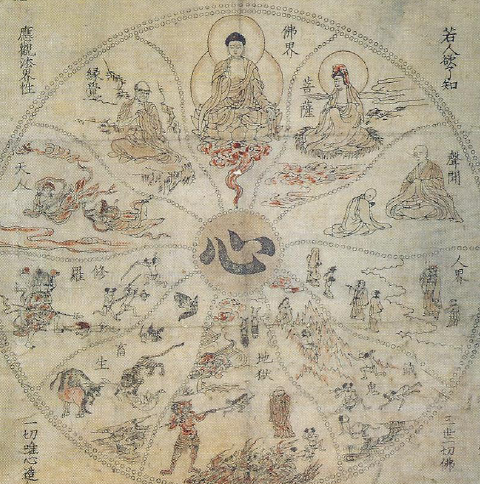 若人欲了知
三世一切佛
應觀法界性
一切唯心造
佛界
菩薩
緣覺
聲聞
天人
人界
修羅
畜生
地獄
餓鬼
心